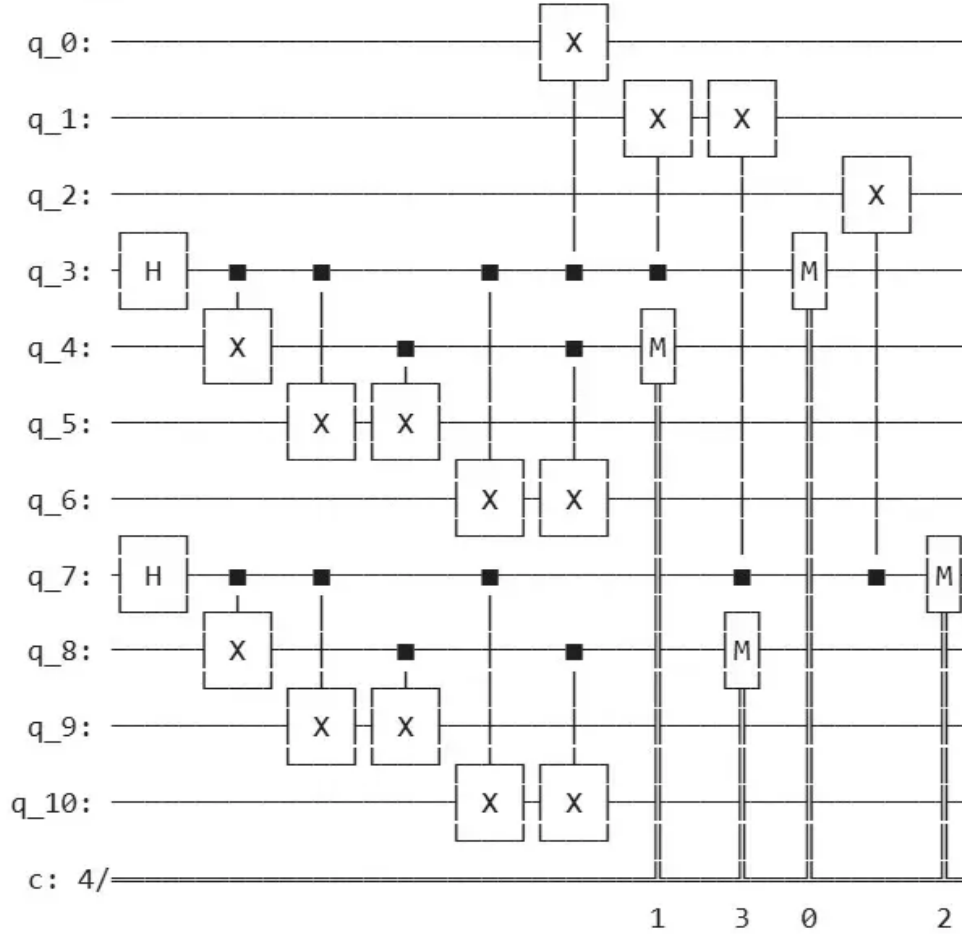 q_0: X
q_1: X X
q_2: X
q_3: H M
q_4: X M
q_5: X X
q_6: X X
q_7: H M
q_8: X M
q_9: X X
q_10: X X
c: 4/
1 3 0 2